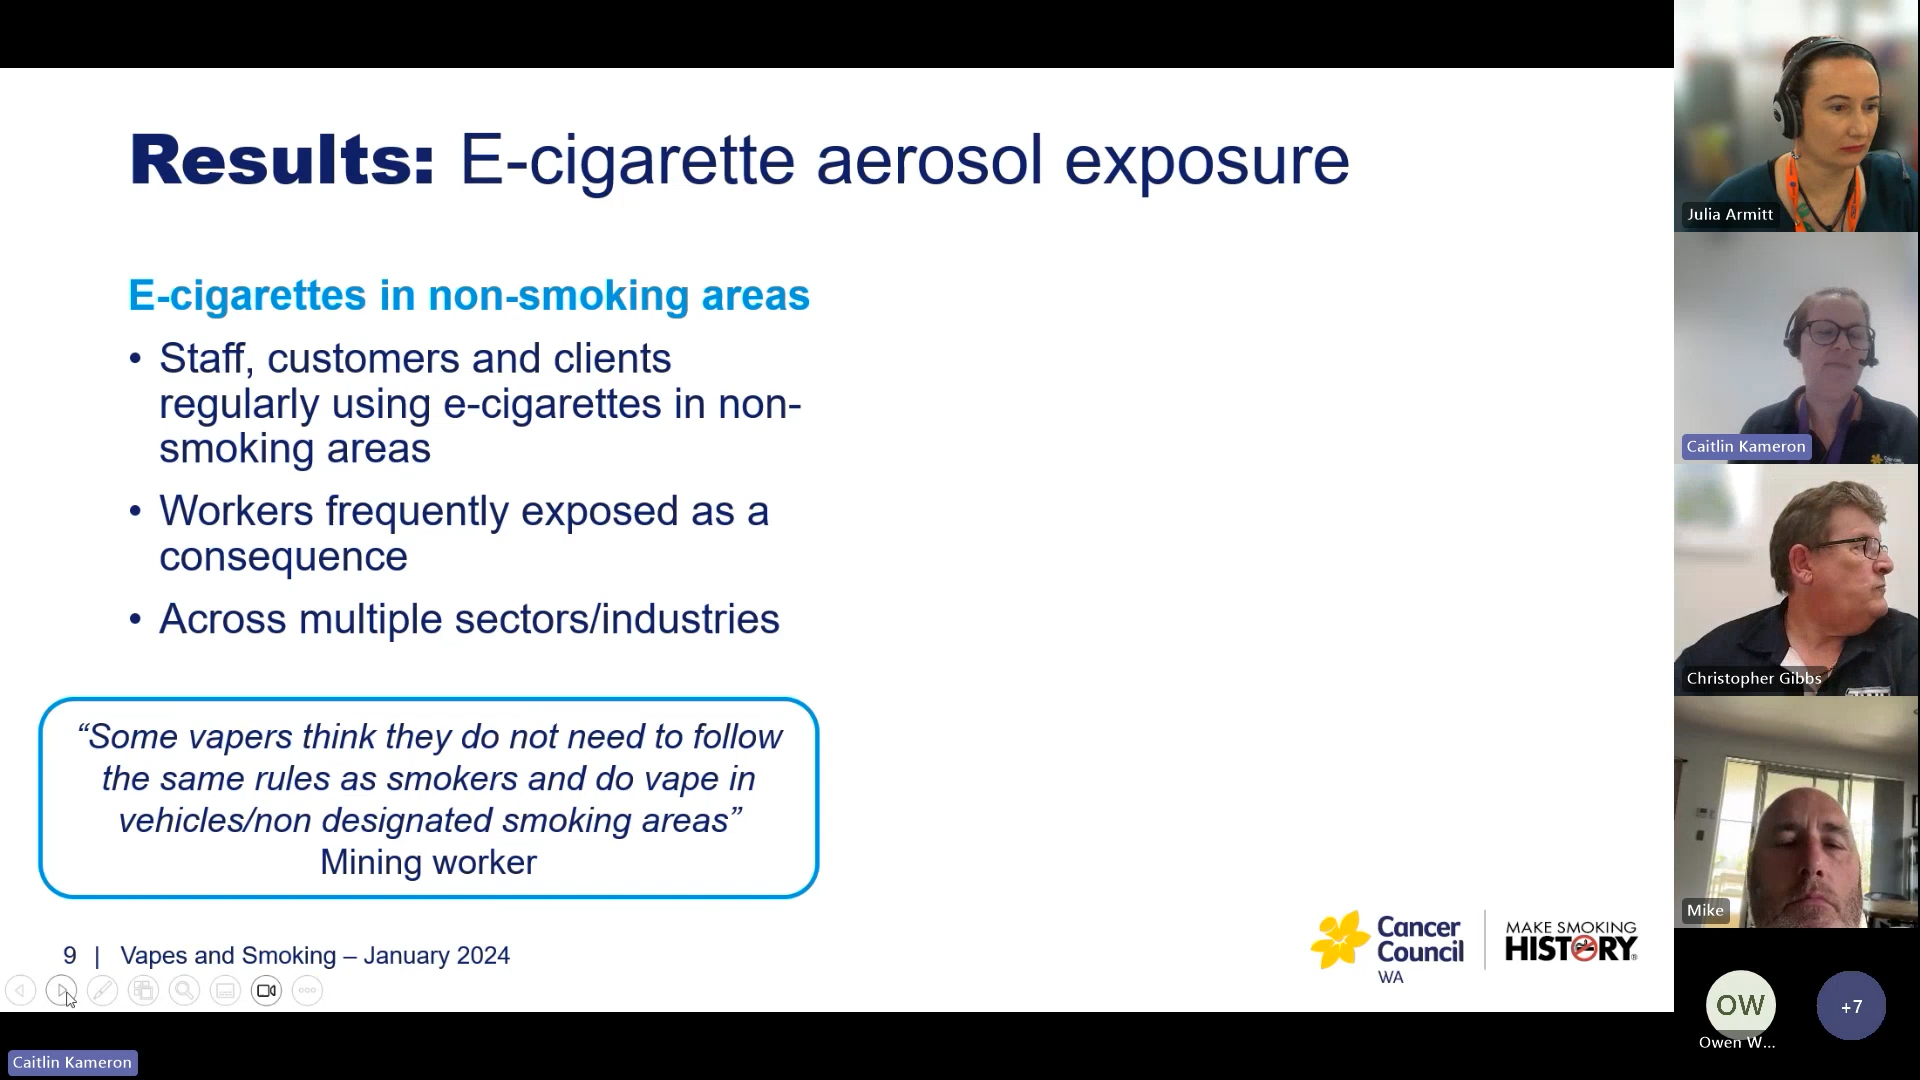 Results: E-cigarette aerosol exposure
E-cigarettes in non-smoking areas
• Staff, customers and clients
regularly using e-cigarettes in non-
smoking areas
• Workers frequently exposed as a
consequence
• Across multiple sectors/industries
“Some vapers think they do not need to follow
the same rules as smokers and do vape in
vehicles/non designated smoking areas”
Mining worker
9 | Vapes and Smoking – January 2024
Cancer
Council
WA
MAKE SMOKING
HISTORY®
Caitlin Kameron
Julia Armitt
Caitlin Kameron
Christopher Gibbs
Mike
OW
Owen W...
+7